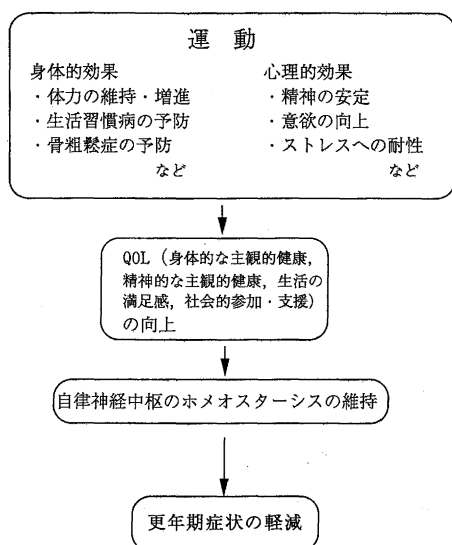 運動
身体的効果
・体力の維持・増進
・生活習慣病の予防
・骨粗鬆症の予防
など
心理的効果
・精神の安定
・意欲の向上
・ストレスへの耐性
など
QOL（身体的な主観的健康，
精神的な主観的健康，生活の
満足感，社会的参加・支援）
の向上
自律神経中枢のホメオスターシスの維持
更年期症状の軽減